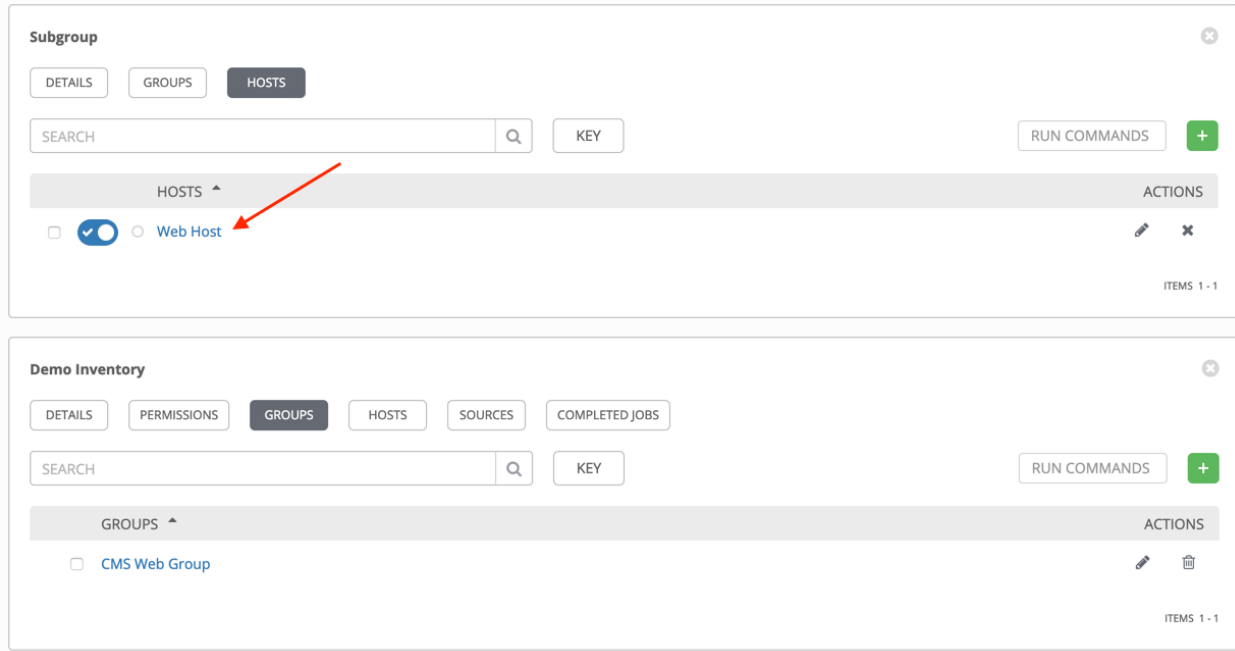 Subgroup
DETAILS GROUPS HOSTS
SEARCH KEY RUN COMMANDS +
HOSTS ACTIONS
Web Host
ITEMS 1 - 1
Demo Inventory
DETAILS PERMISSIONS GROUPS HOSTS SOURCES COMPLETED JOBS
SEARCH KEY RUN COMMANDS +
GROUPS ACTIONS
CMS Web Group
ITEMS 1 - 1